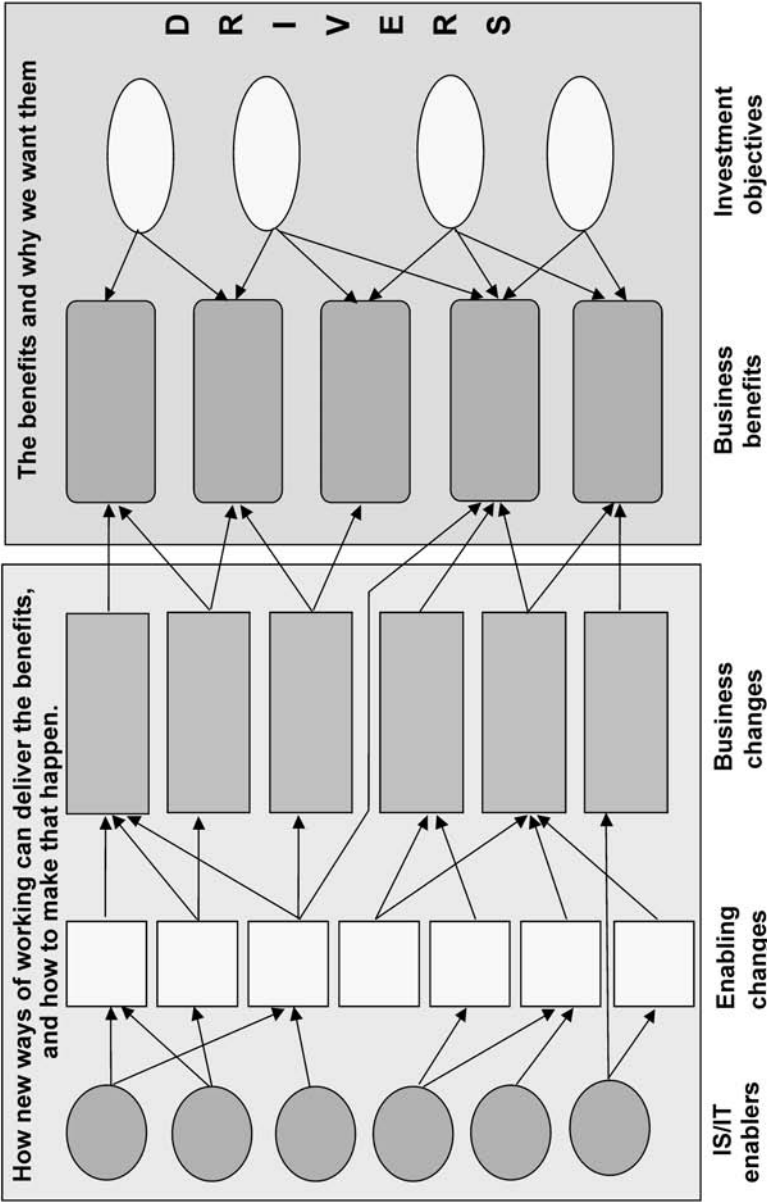 How new ways of working can deliver the benefits,
and how to make that happen.
The benefits and why we want them
D R I V E R S
IS/IT
enablers
Enabling
changes
Business
changes
Business
benefits
Investment
objectives